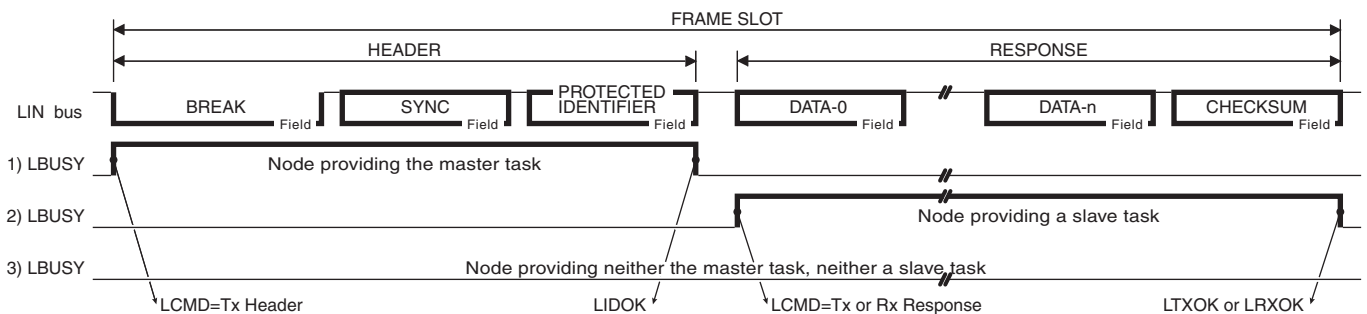 FRAME SLOT
HEADER RESPONSE
LIN bus BREAK Field SYNC Field PROTECTED IDENTIFIER Field DATA-0 Field DATA-n Field CHECKSUM Field
1) LBUSY Node providing the master task
2) LBUSY Node providing a slave task
3) LBUSY Node providing neither the master task, neither a slave task
LCMD=Tx Header LIDOK LCMD=Tx or Rx Response LTXOK or LRXOK